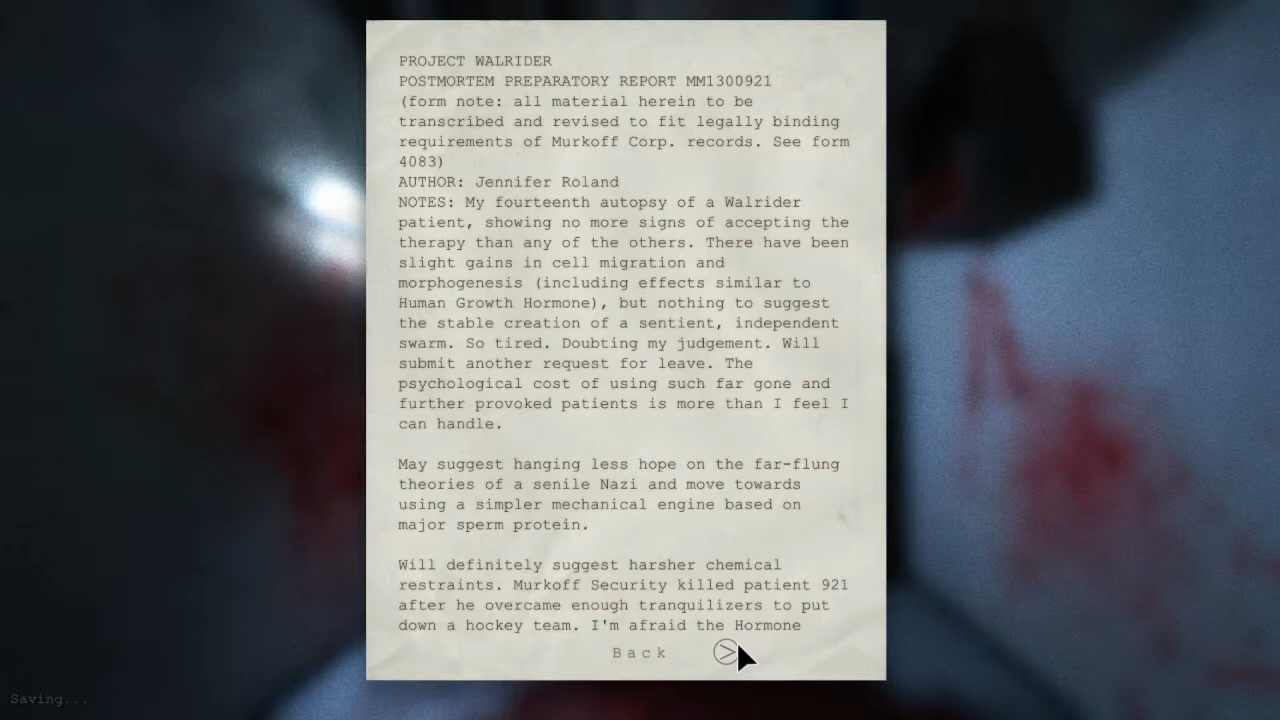 PROJECT WALRIDER
POSTMORTEM PREPARATORY REPORT MM1300921
(form note: all material herein to be
transcribed and revised to fit legally binding
requirements of Murkoff Corp. records. See form
4083)
AUTHOR: Jennifer Roland
NOTES: My fourteenth autopsy of a Walrider
patient, showing no more signs of accepting the
therapy than any of the others. There have been
slight gains in cell migration and
morphogenesis (including effects similar to
Human Growth Hormone), but nothing to suggest
the stable creation of a sentient, independent
swarm. So tired. Doubting my judgement. Will
submit another request for leave. The
psychological cost of using such far gone and
further provoked patients is more than I feel I
can handle.
May suggest hanging less hope on the far-flung
theories of a senile Nazi and move towards
using a simpler mechanical engine based on
major sperm protein.
Will definitely suggest harsher chemical
restraints. Murkoff Security killed patient 921
after he overcame enough tranquilizers to put
down a hockey team. I'm afraid the Hormone
Back >
Saving...